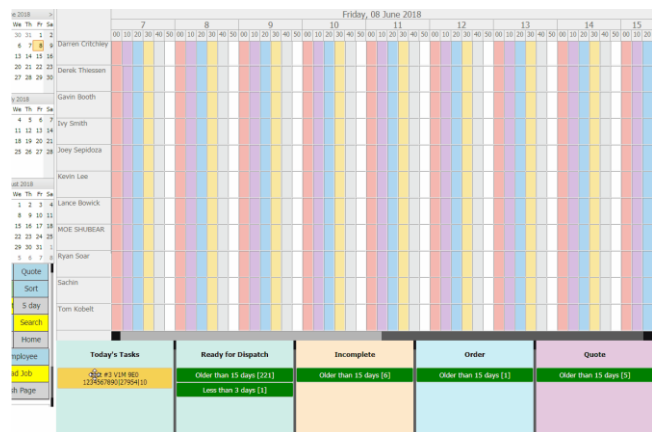 Friday, 08 June 2018
7 8 9 10 11 12 13 14 15
00 10 20 30 40 50 00 10 20 30 40 50 00 10 20 30 40 50 00 10 20 30 40 50 00 10 20 30 40 50 00 10 20 30 40 50 00 10 20 30 40 50 00 10 20 30 40 50 00 10 20
e 2018 >
We Th Fr Sa
30 31 1 2
6 7 8 9
13 14 15 16
20 21 22 23
27 28 29 30
y 2018
We Th Fr Sa
4 5 6 7
11 12 13 14
18 19 20 21
25 26 27 28
ust 2018
We Th Fr Sa
1 2 3 4
8 9 10 11
15 16 17 18
22 23 24 25
29 30 31 1
5 6 7 8
Darren Critchley
Derek Thiessen
Gavin Booth
Ivy Smith
Joey Sepidoza
Kevin Lee
Lance Bowick
MOE SHUBEAR
Ryan Soar
Sachin
Tom Kobelt
Quote
Sort
5 day
Search
Home
mployee
ad Job
sh Page
Today's Tasks
#3 V1M 9E0
1234567890|27954|10
Ready for Dispatch
Older than 15 days [221]
Less than 3 days [1]
Incomplete
Older than 15 days [6]
Order
Older than 15 days [1]
Quote
Older than 15 days [5]